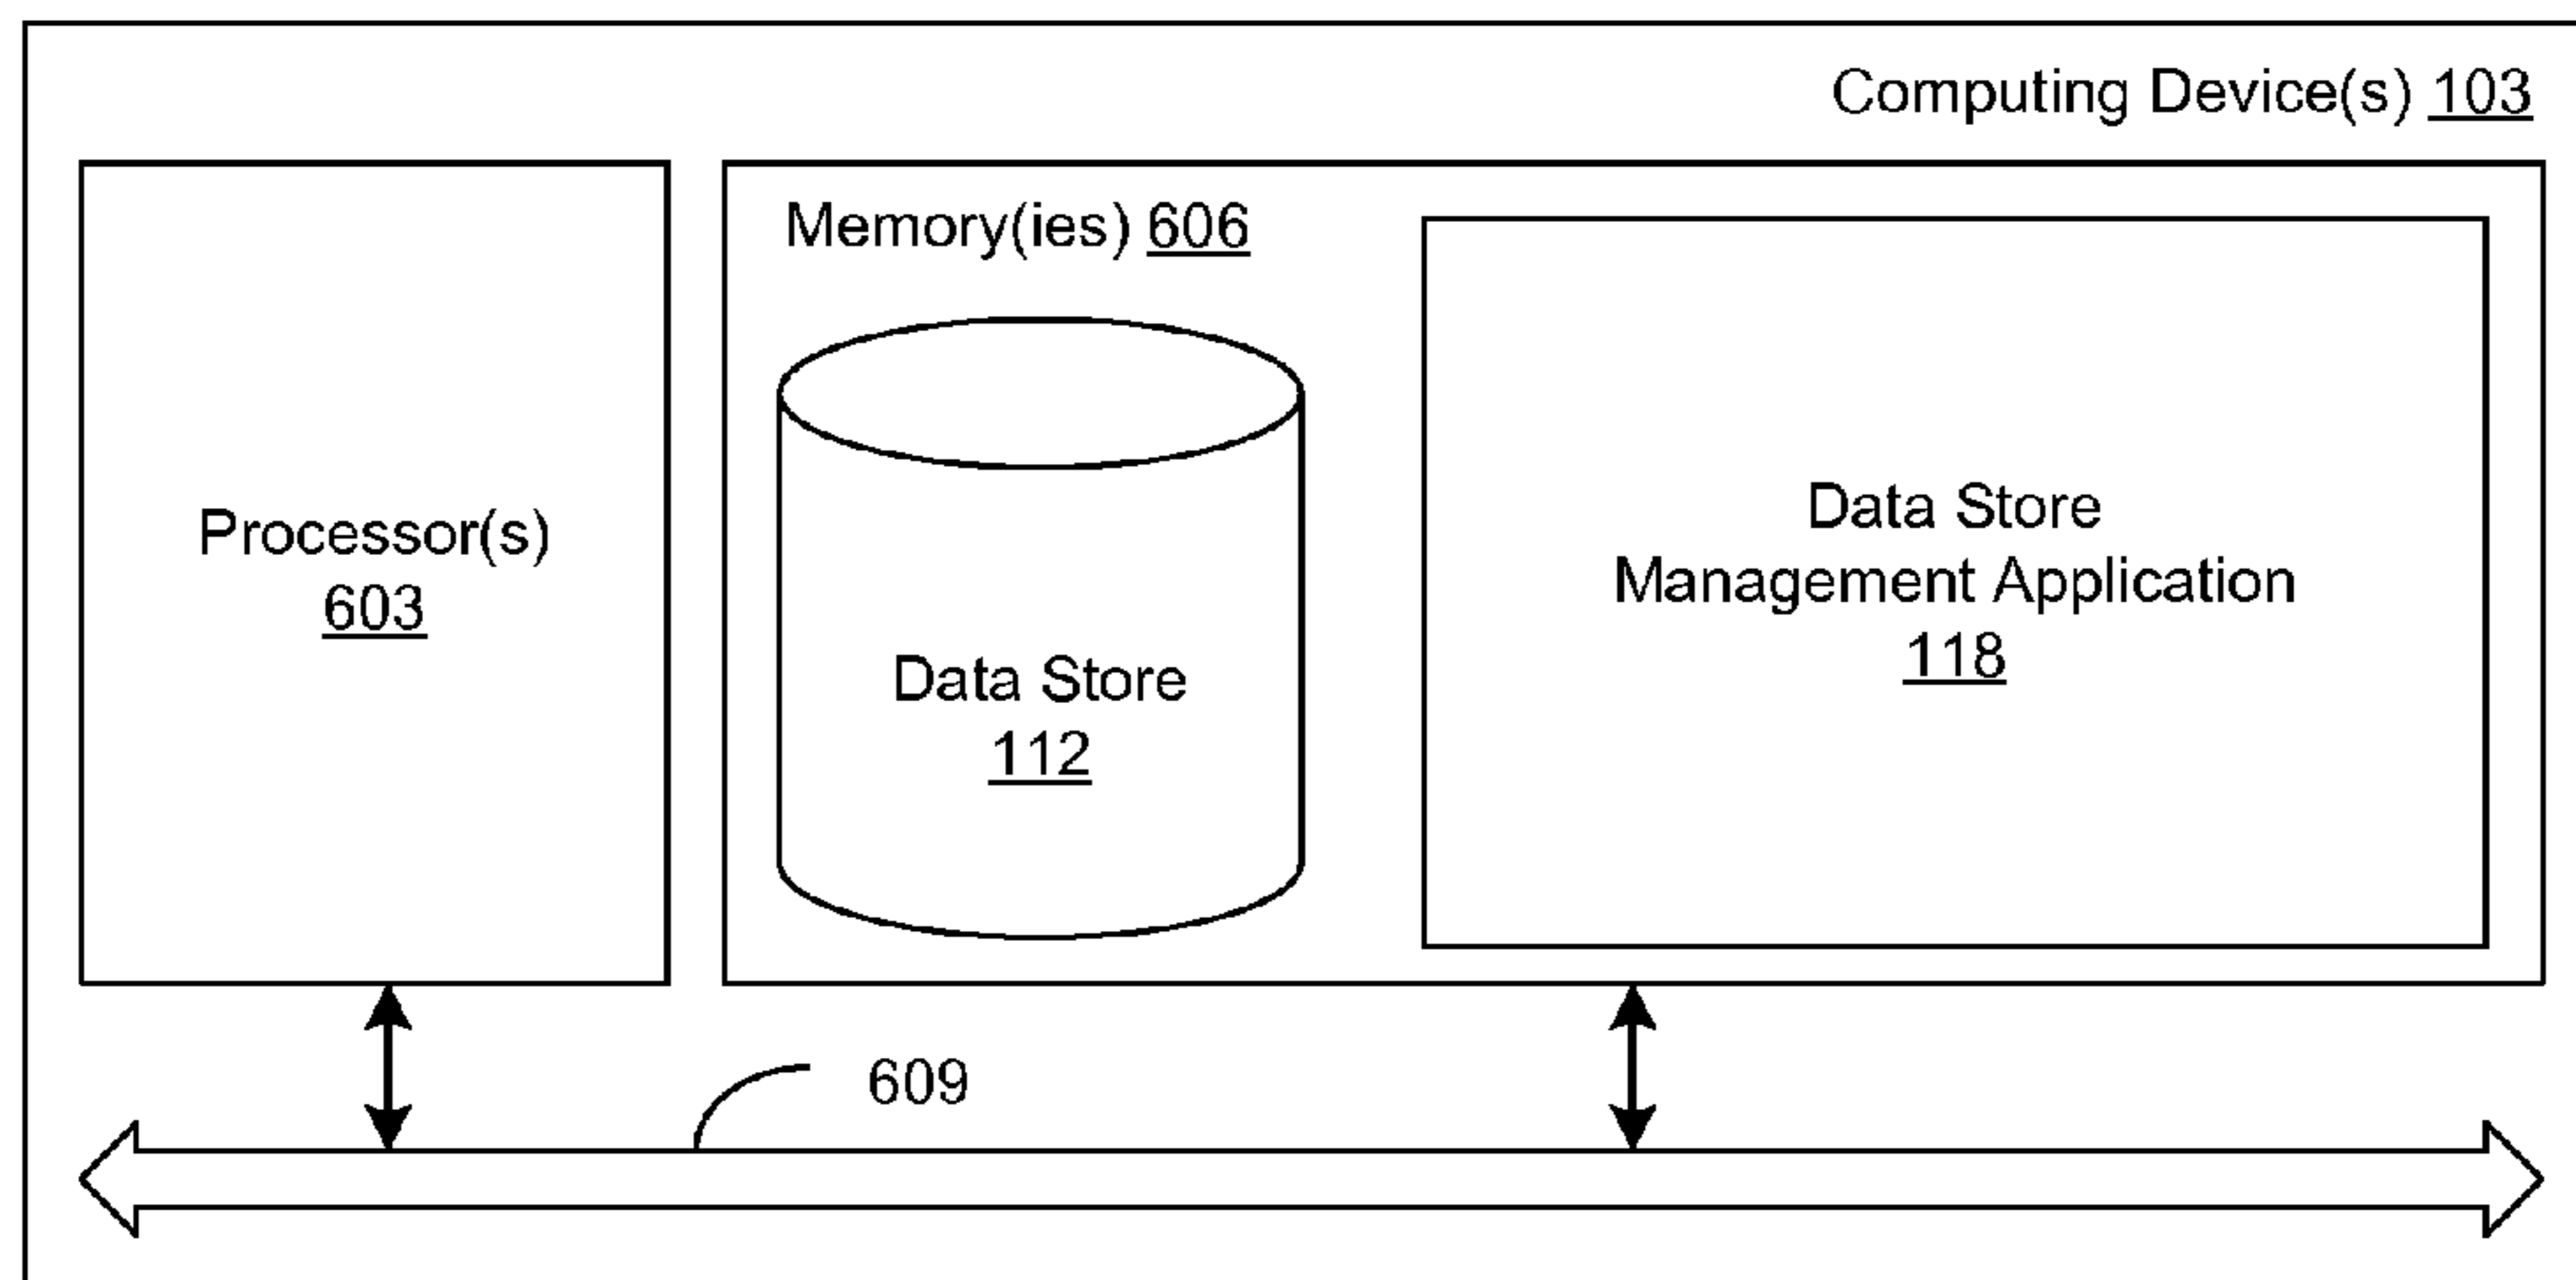 Computing Device(s) 103
Memory(ies) 606
Processor(s)
603
Data Store
112
Data Store
Management Application
118
609